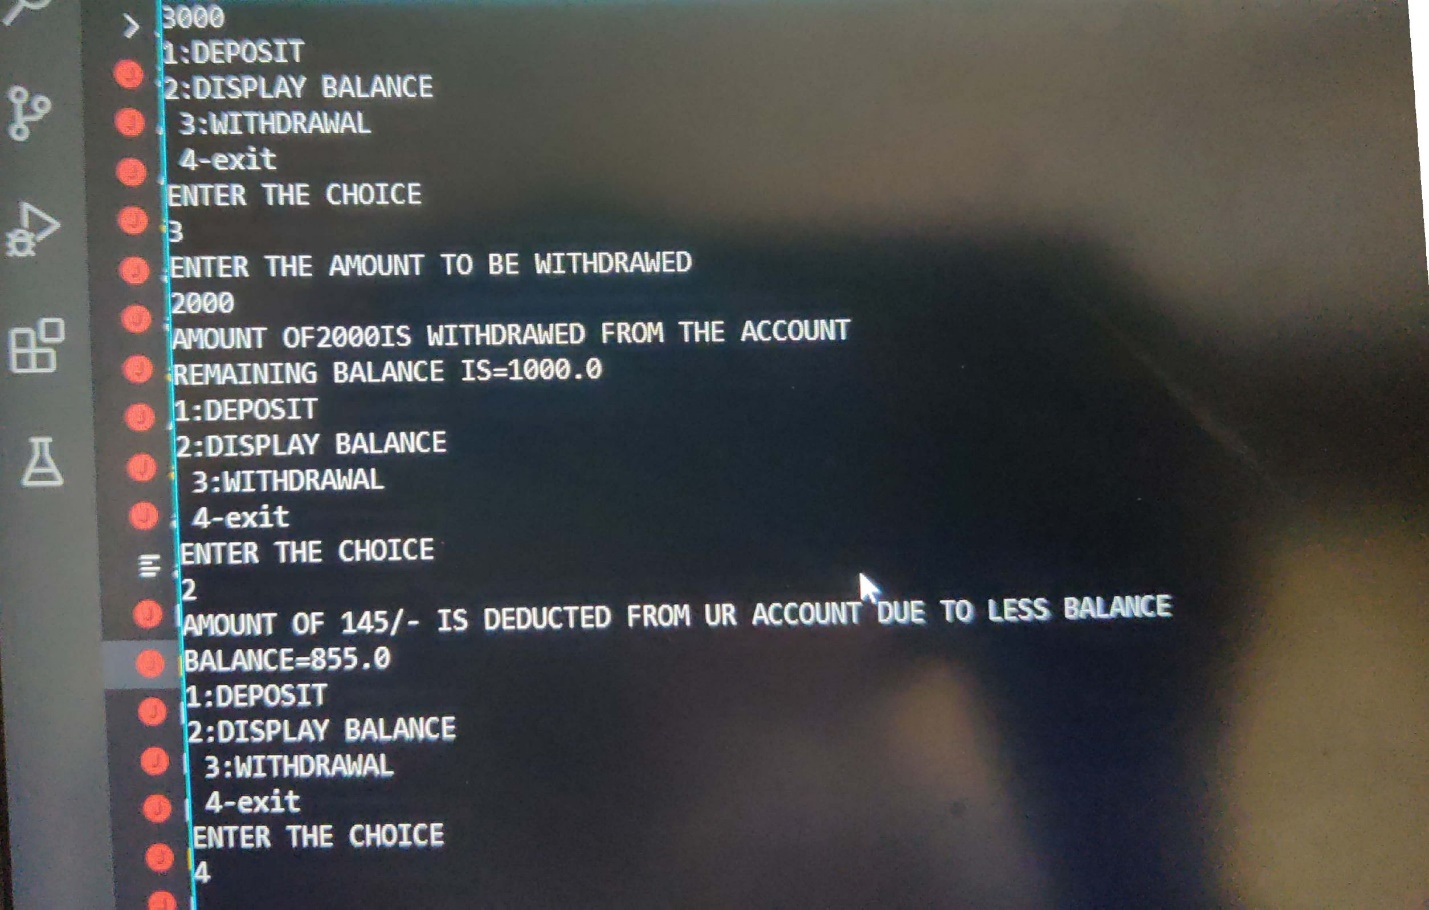 3000
1:DEPOSIT
2:DISPLAY BALANCE
3:WITHDRAWAL
4-exit
ENTER THE CHOICE
3
ENTER THE AMOUNT TO BE WITHDRAWED
2000
AMOUNT OF2000IS WITHDRAWED FROM THE ACCOUNT
REMAINING BALANCE IS=1000.0
1:DEPOSIT
2:DISPLAY BALANCE
3:WITHDRAWAL
4-exit
ENTER THE CHOICE
2
AMOUNT OF 145/- IS DEDUCTED FROM UR ACCOUNT DUE TO LESS BALANCE
BALANCE=855.0
1:DEPOSIT
2:DISPLAY BALANCE
3:WITHDRAWAL
4-exit
ENTER THE CHOICE
4